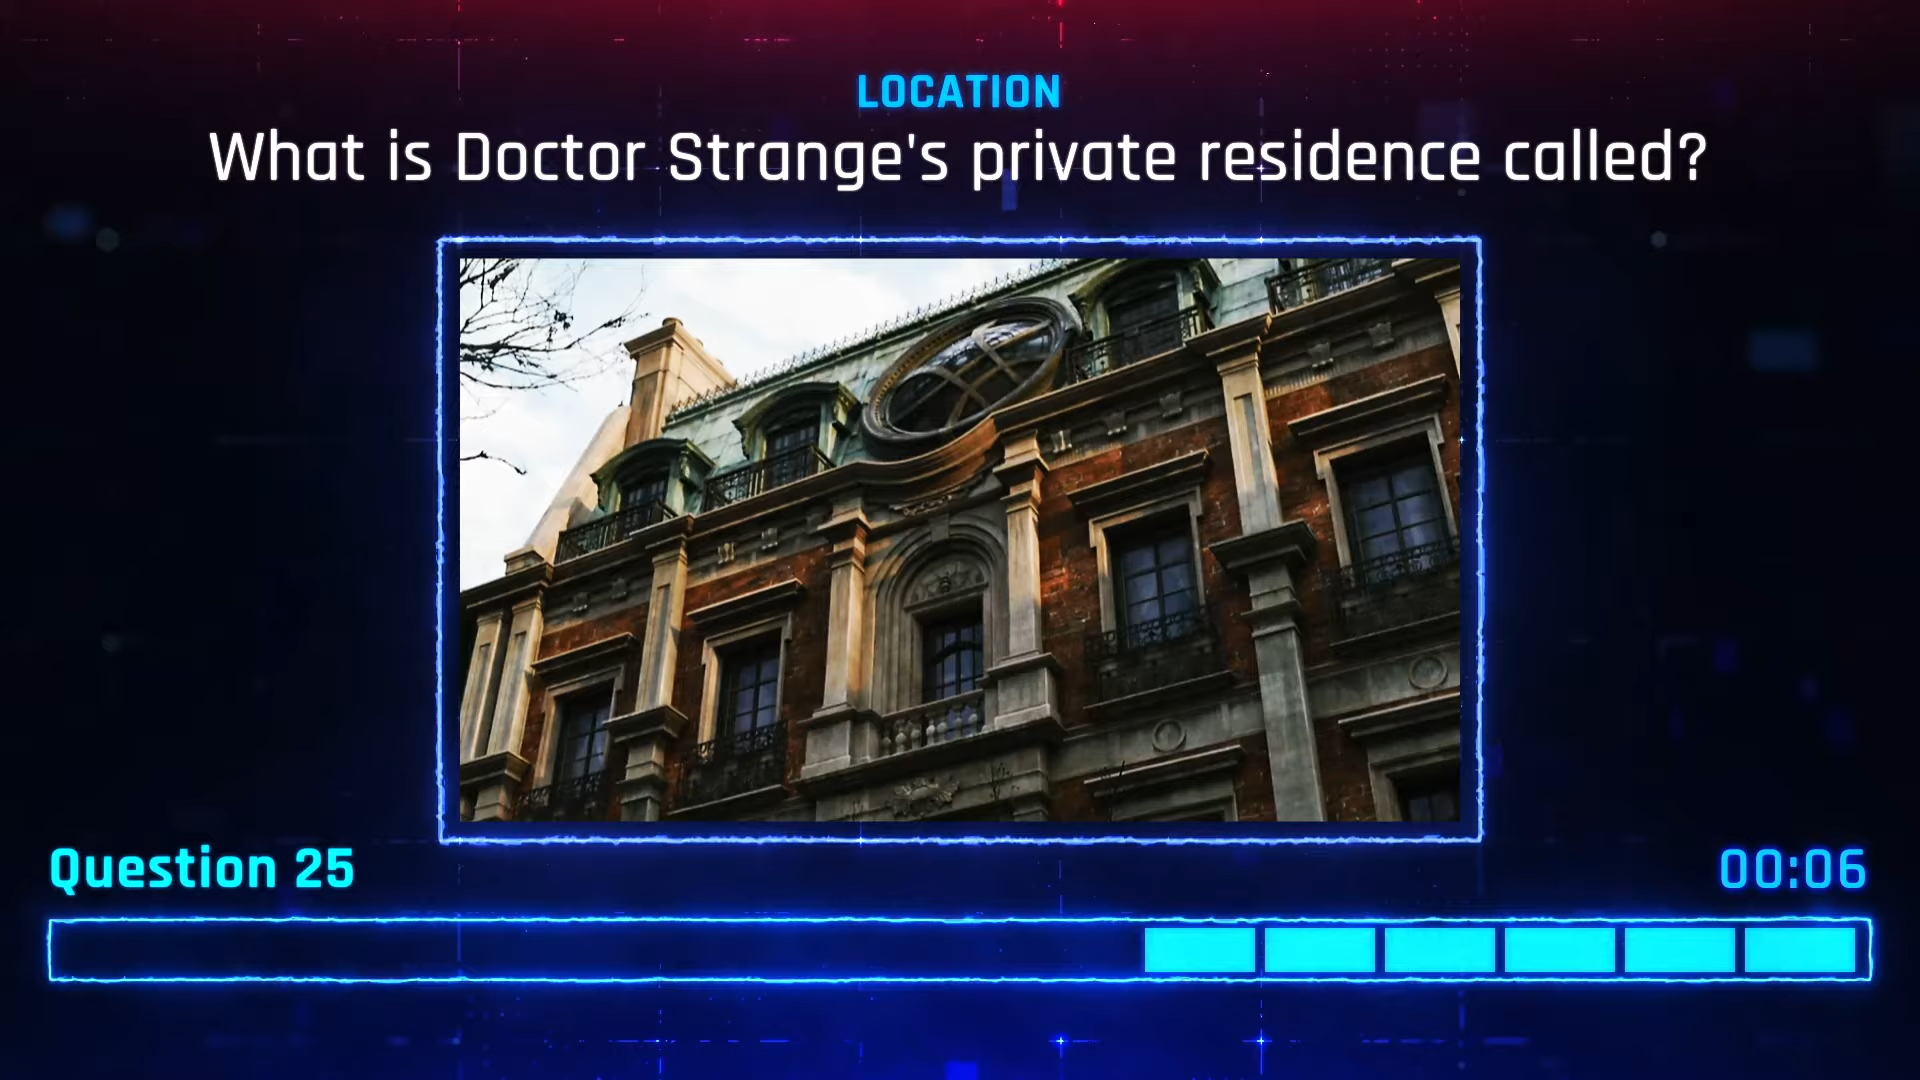 LOCATION
What is Doctor Strange's private residence called?
Question 25
00:06